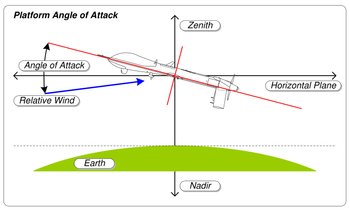 Platform Angle of Attack
Zenith
Angle of Attack
Horizontal Plane
Relative Wind
Earth
Nadir